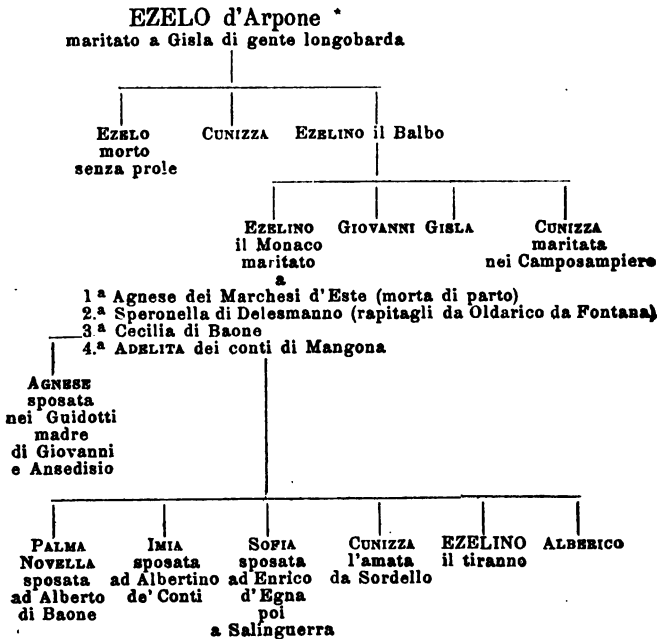 EZELO d'Arpone *
maritato a Gisla di gente longobarda
EZELO
morto
senza prole
CUNIZZA
EZELINO il Balbo
EZELINO
il Monaco
maritato
a
GIOVANNI
GISLA
CUNIZZA
maritata
nei Camposampiero
1ª Agnese dei Marchesi d'Este (morta di parto)
2.ª Speronella di Delesmanno (rapitagli da Oldarico da Fontana)
3.ª Cecilia di Baone
4.ª ADELITA dei conti di Mangona
AGNESE
sposata
nei Guidotti
madre
di Giovanni
e Ansedisio
PALMA
NOVELLA
sposata
ad Alberto
di Baone
IMIA
sposata
ad Albertino
de' Conti
SOFIA
sposata
ad Enrico
d'Egna
poi
a Salinguerra
CUNIZZA
l'amata
da Sordello
EZELINO
il tiranno
ALBERICO